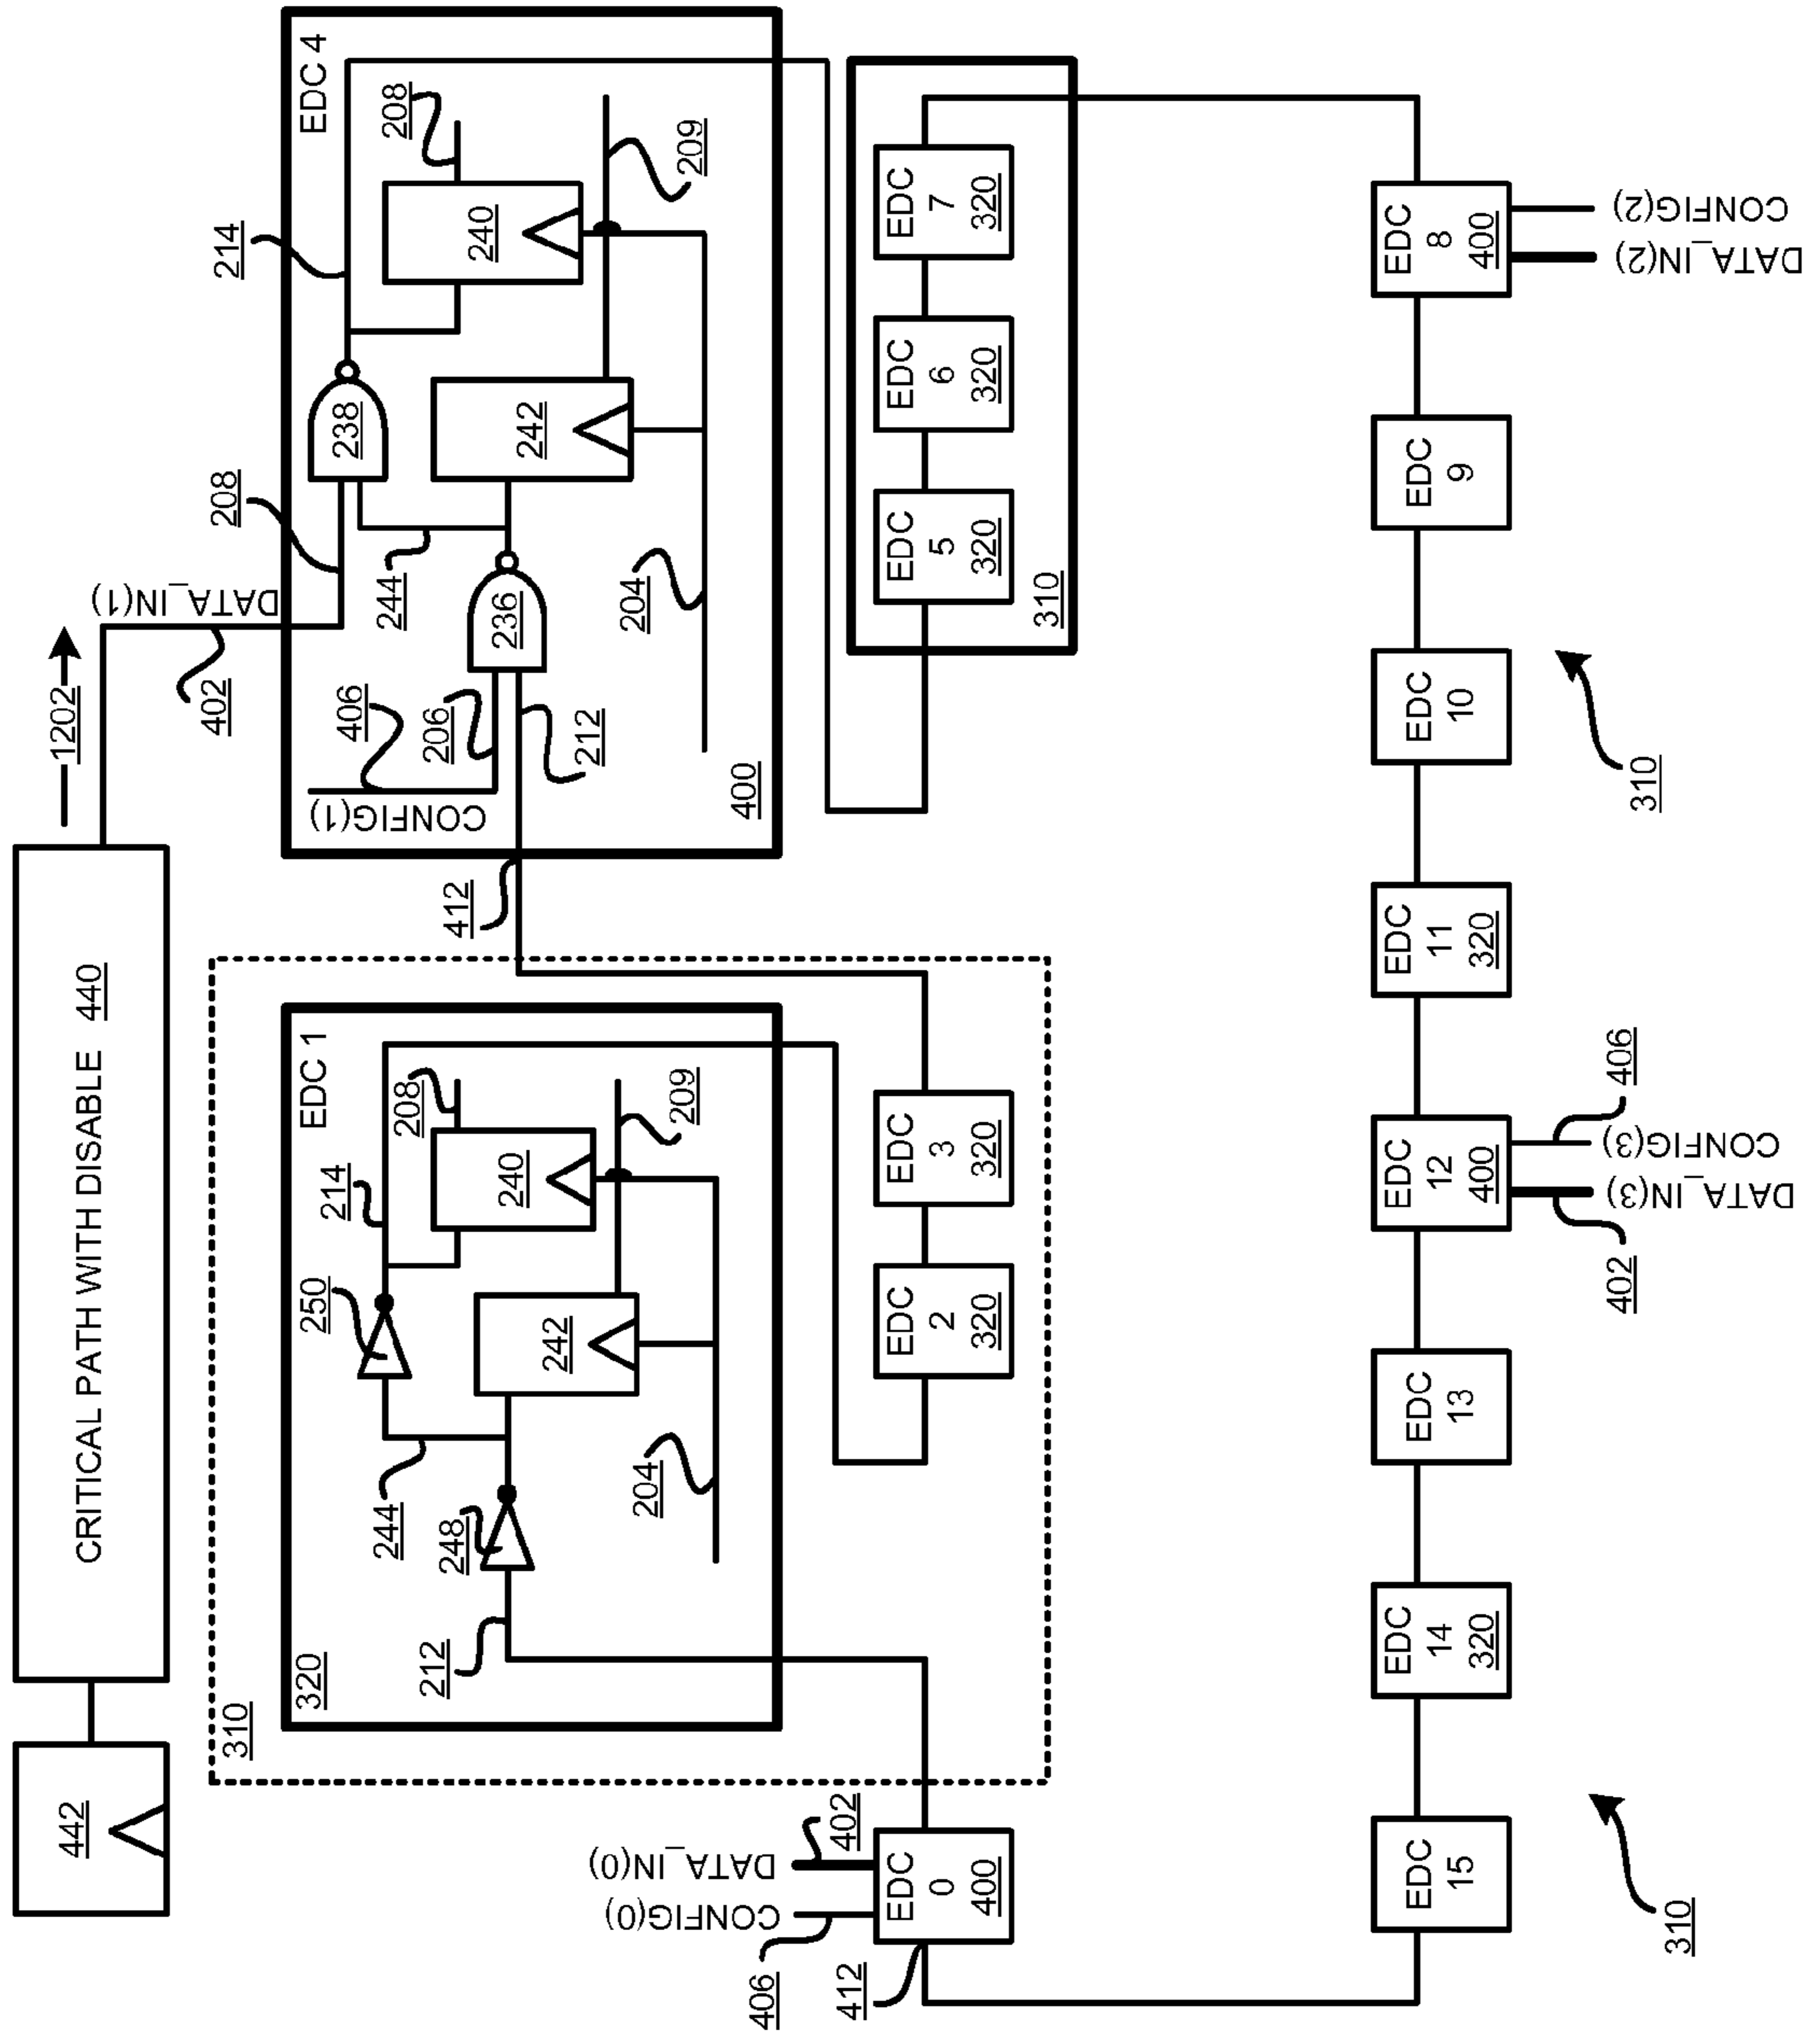 442
CRITICAL PATH WITH DISABLE 440
1202
402
DATA_IN(1)
208
214
EDC 4
208
238
240
244
242
209
236
406
206
212
204
CONFIG(1)
400
412
310
320
EDC 1
250
214
208
240
244
242
209
248
212
204
EDC
2
320
EDC
3
320
CONFIG(0)
DATA_IN(0)
402
406
EDC
0
400
412
310
EDC
5
320
EDC
6
320
EDC
7
320
EDC
15
EDC
14
320
EDC
13
EDC
12
400
EDC
11
320
EDC
10
EDC
9
EDC
8
400
402
DATA_IN(3)
CONFIG(3)
406
DATA_IN(2)
CONFIG(2)
310
310